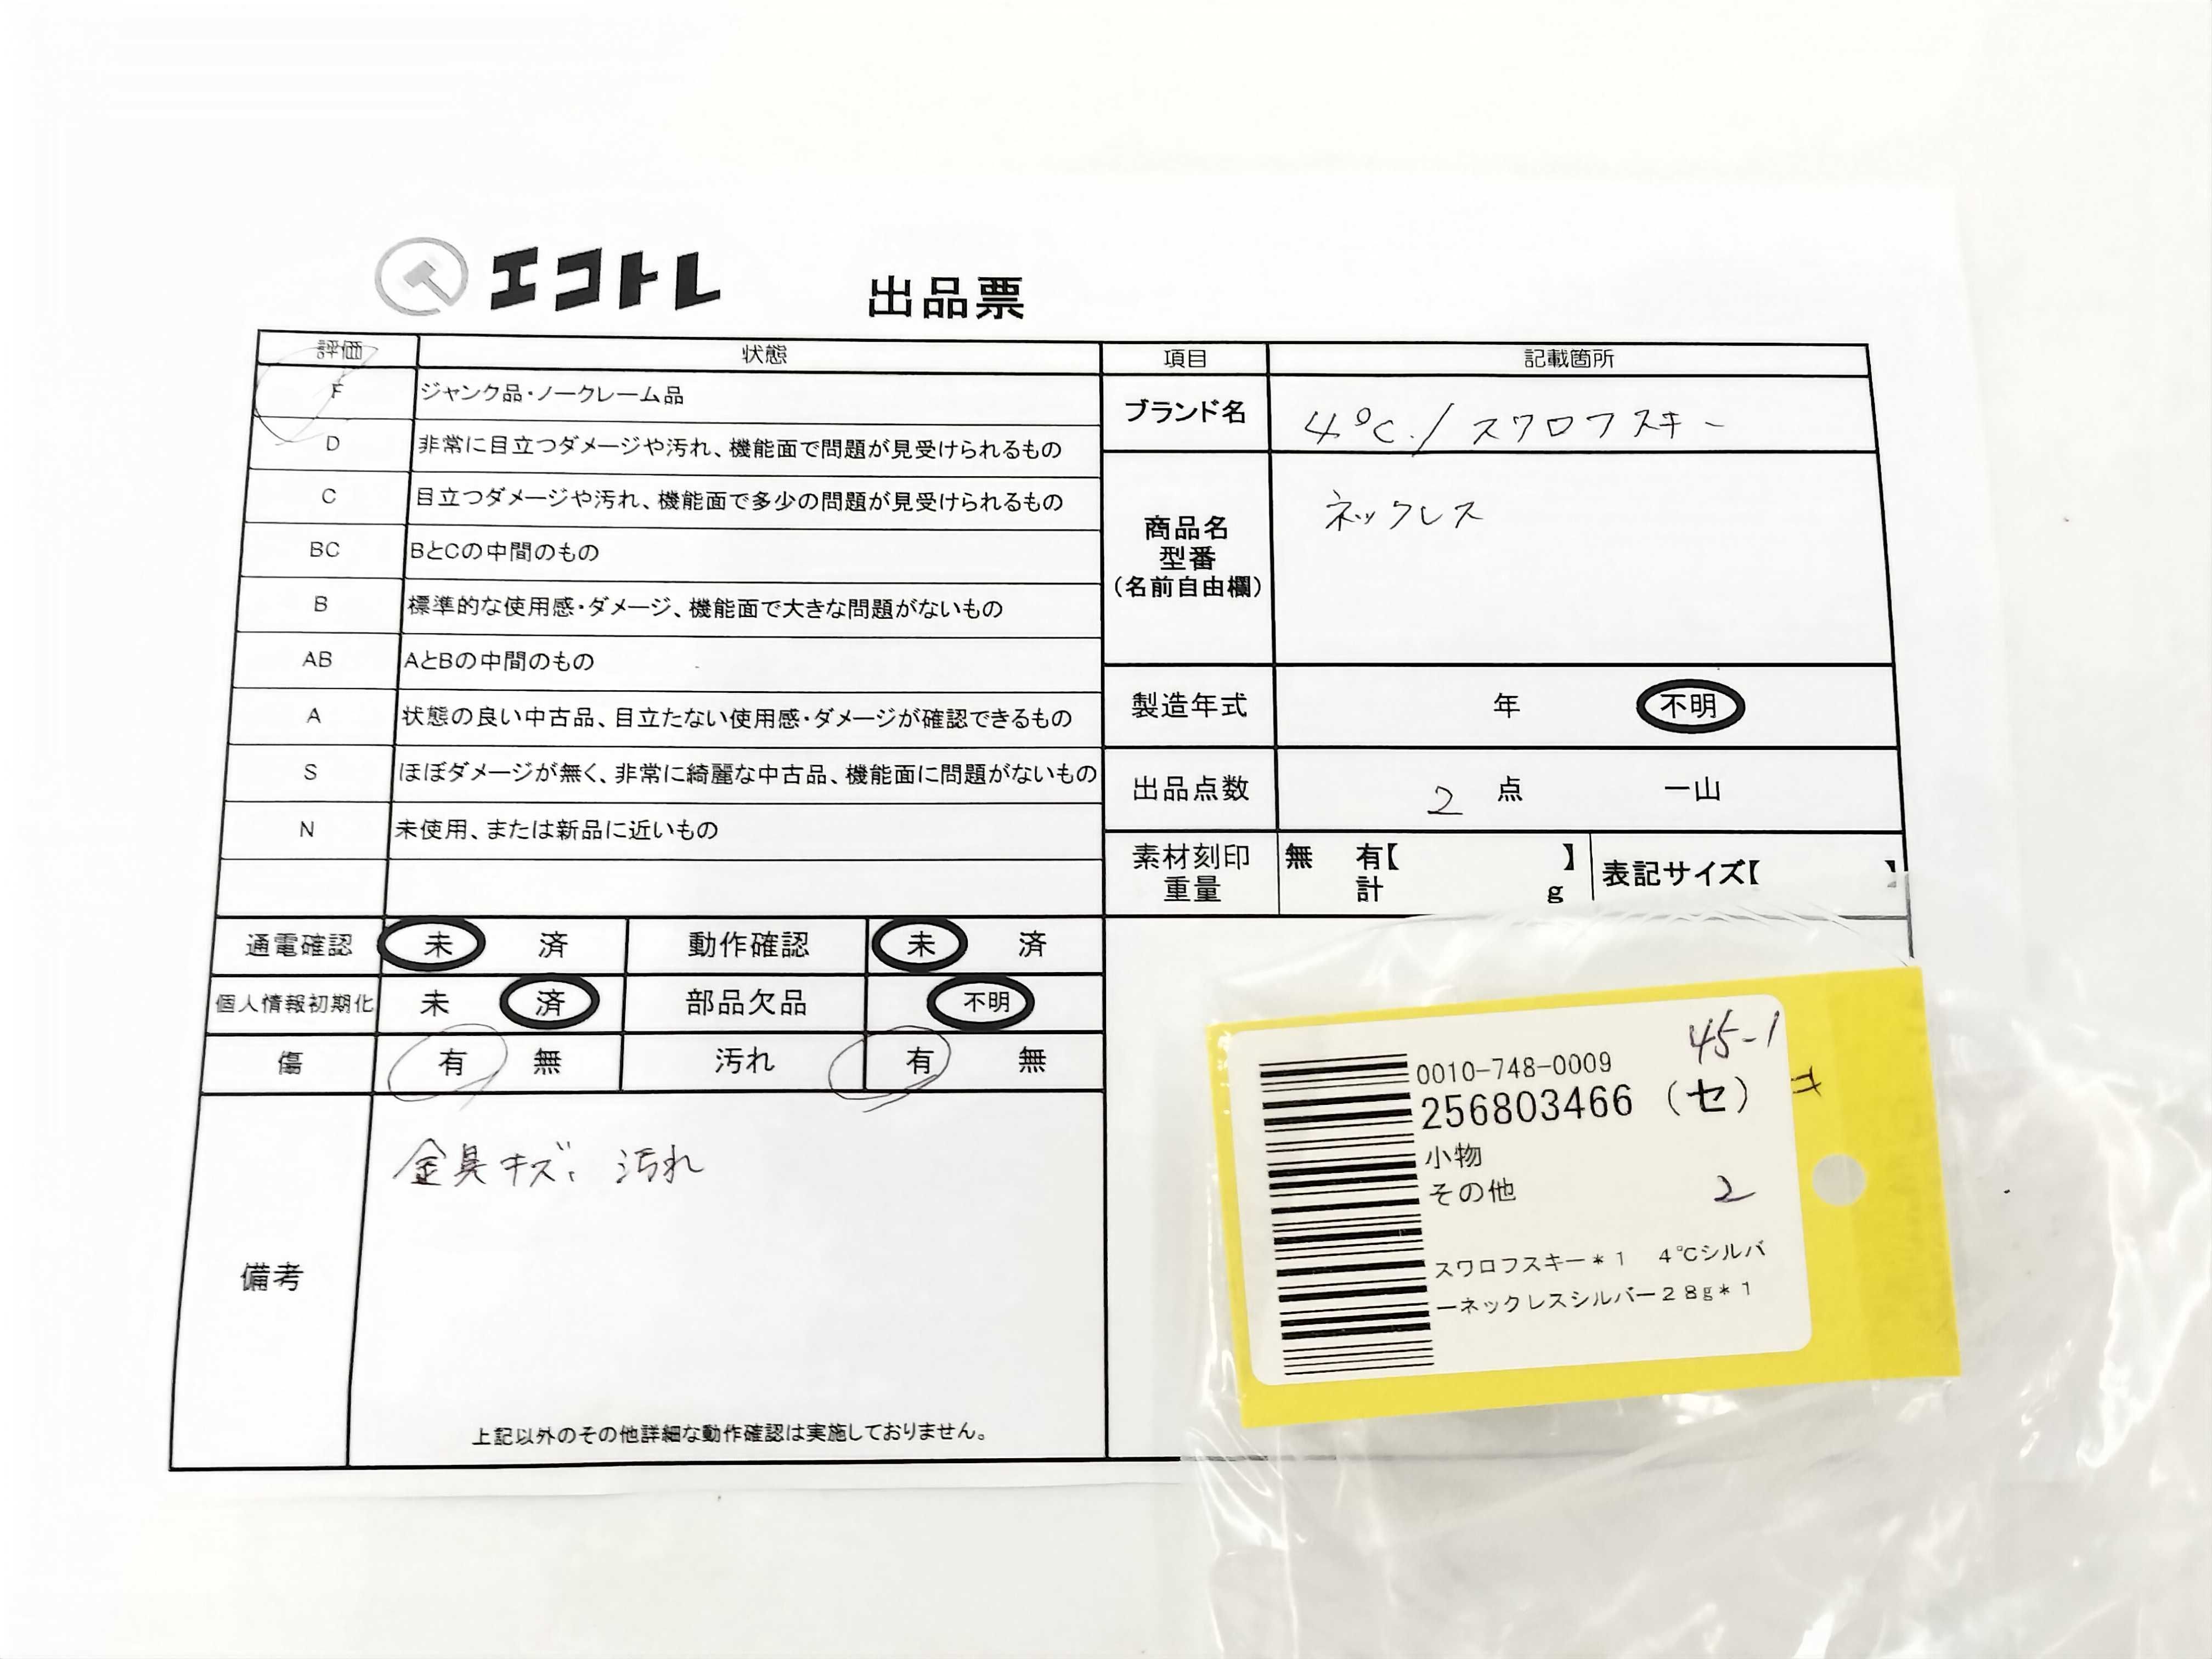 エコトレ 出品票
評価 状態
F ジャンク品・ノークレーム品
D 非常に目立つダメージや汚れ、機能面で問題が見受けられるもの
C 目立つダメージや汚れ、機能面で多少の問題が見受けられるもの
BC BとCの中間のもの
B 標準的な使用感・ダメージ、機能面で大きな問題がないもの
AB AとBの中間のもの
A 状態の良い中古品、目立たない使用感・ダメージが確認できるもの
S ほぼダメージが無く、非常に綺麗な中古品、機能面に問題がないもの
N 未使用、または新品に近いもの
項目 記載箇所
ブランド名 4℃./スワロフスキー
商品名
型番
(名前自由欄)
ネックレス
製造年式 年 不明
出品点数 2 点 一山
素材刻印 無 有【 】
重量 計 g
表記サイズ【 】
通電確認 未 済 動作確認 未 済
個人情報初期化 未 済 部品欠品 不明
傷 有 無 汚れ 有 無
備考
金具キズ、汚れ
上記以外のその他詳細な動作確認は実施しておりません。
45-1
0010-748-0009
256803466 (セ)
小物
その他 2
スワロフスキー*1 4℃シルバ
ーネックレスシルバー28g*1